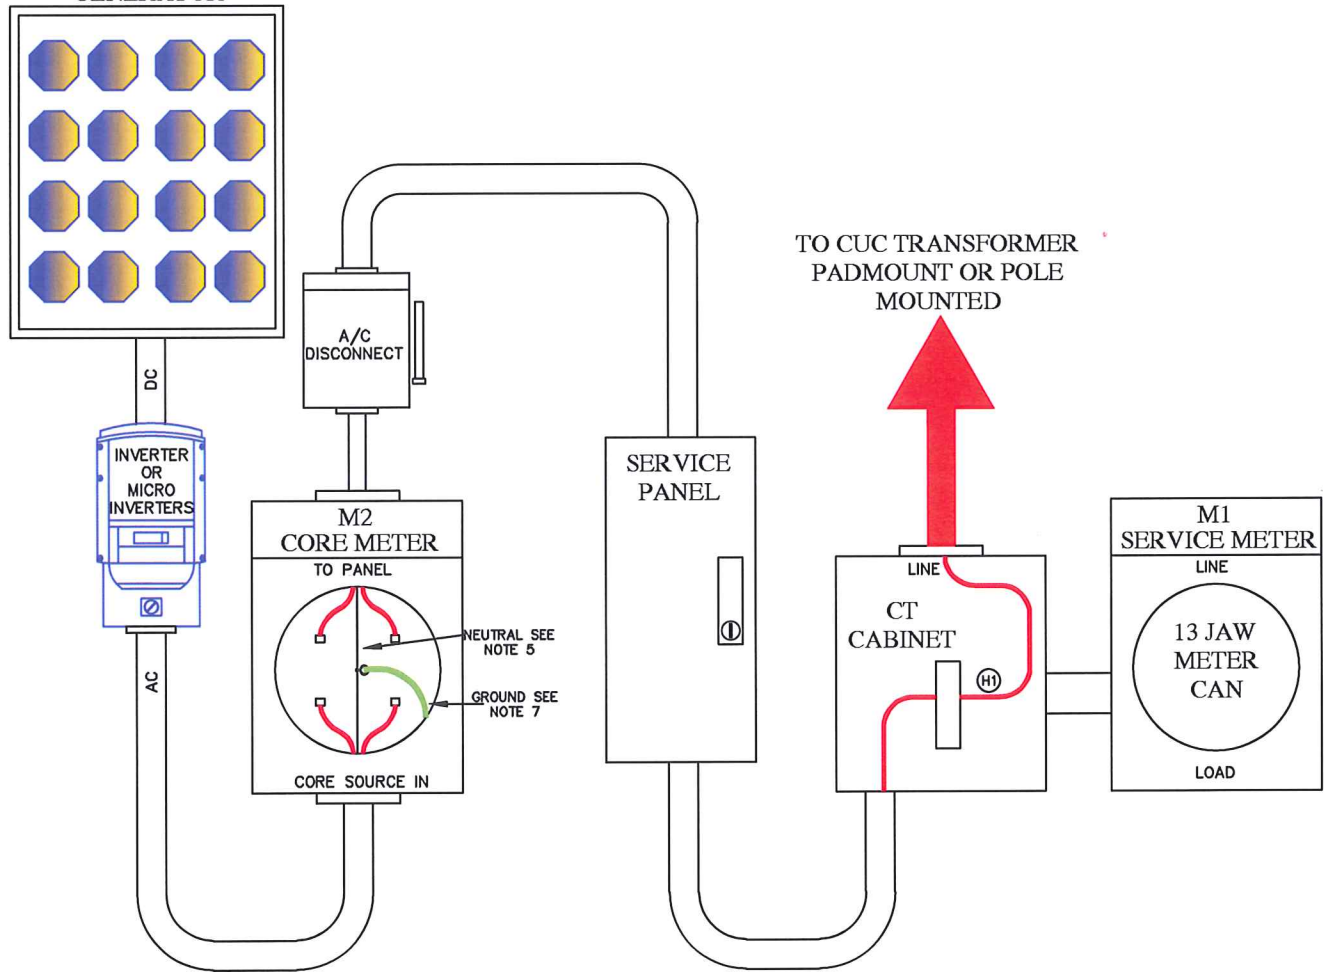 DC
INVERTER
OR
MICRO
INVERTERS
AC
A/C
DISCONNECT
M2
CORE METER
TO PANEL
NEUTRAL SEE
NOTE 5
GROUND SEE
NOTE 7
CORE SOURCE IN
SERVICE
PANEL
TO CUC TRANSFORMER
PADMOUNT OR POLE
MOUNTED
LINE
CT
CABINET
H1
M1
SERVICE METER
LINE
13 JAW
METER
CAN
LOAD